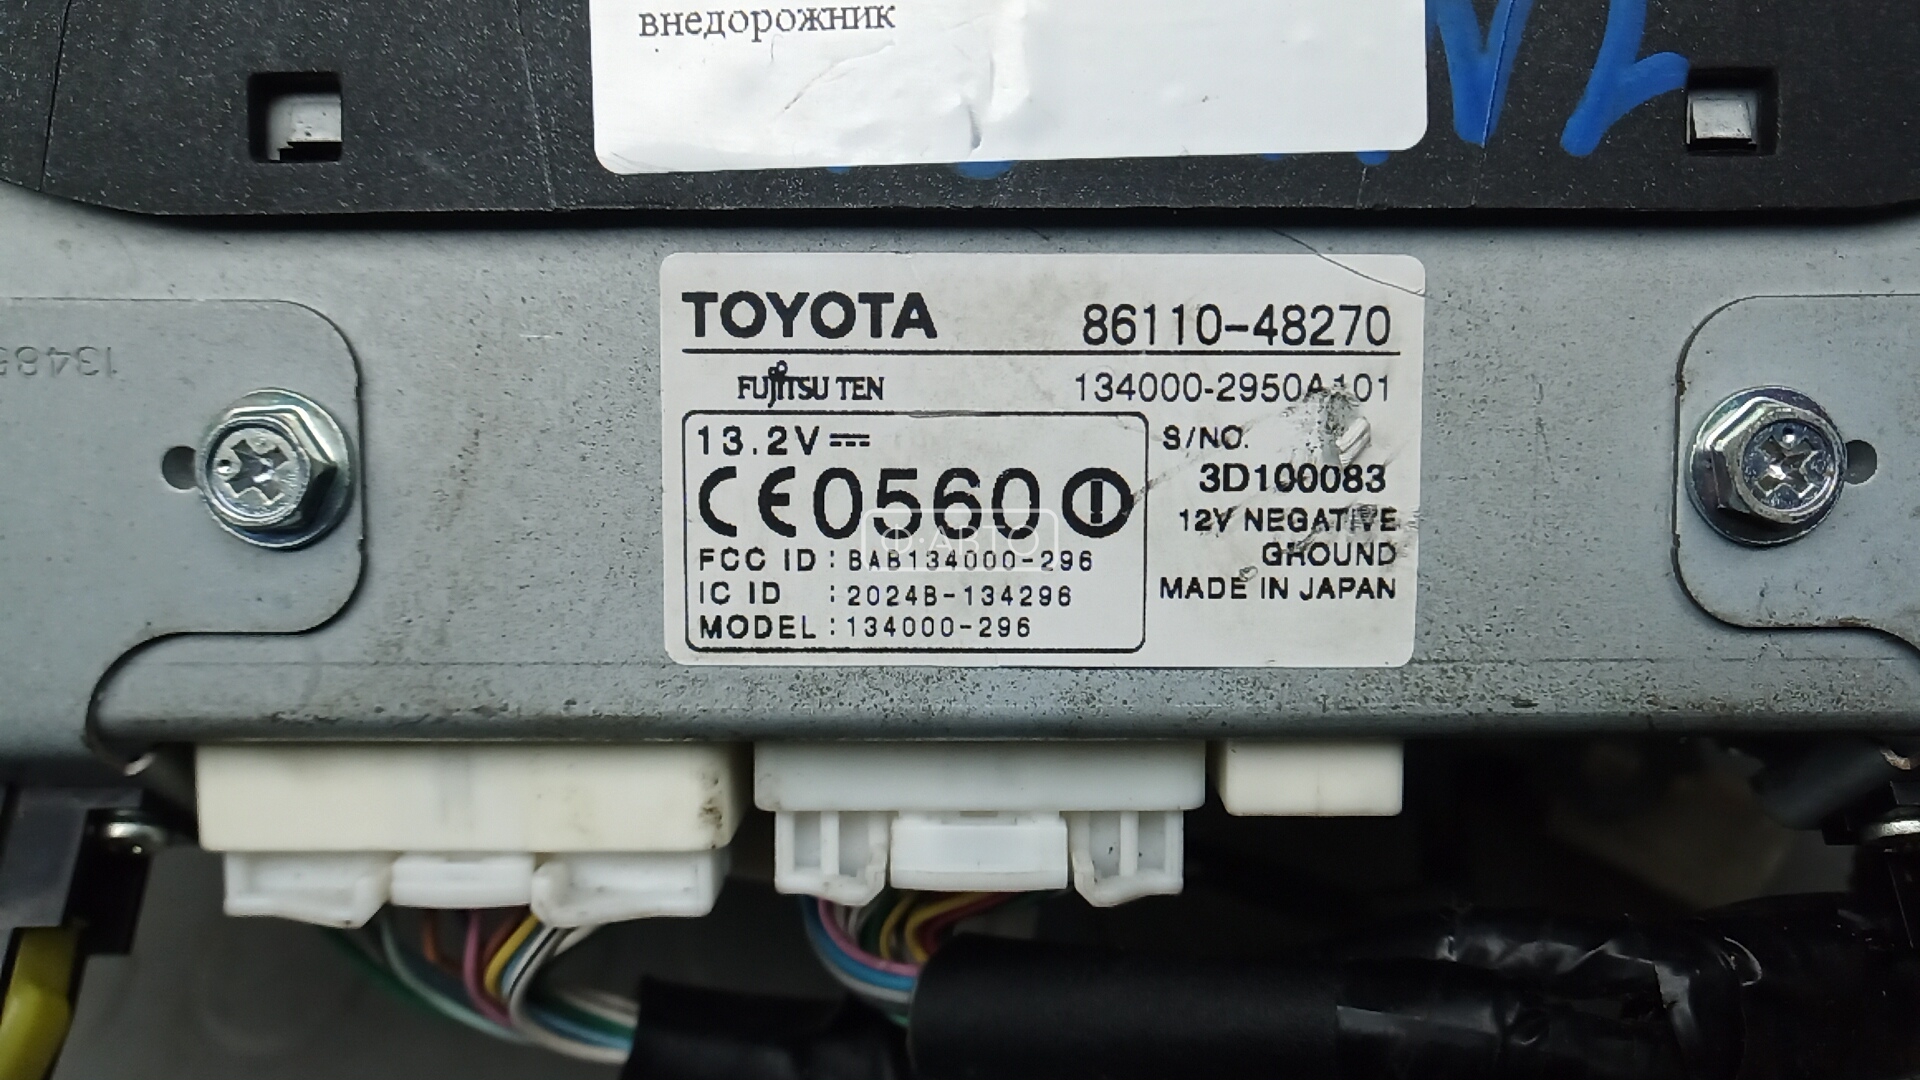 внедорожник
TOYOTA 86110-48270
FUJITSU TEN 134000-2950A101
13.2V
S/NO.
3D100083
CE0560
12V NEGATIVE
GROUND
MADE IN JAPAN
FCC ID : BAB134000-296
IC ID : 2024B-134296
MODEL : 134000-296
Ф·АВТО